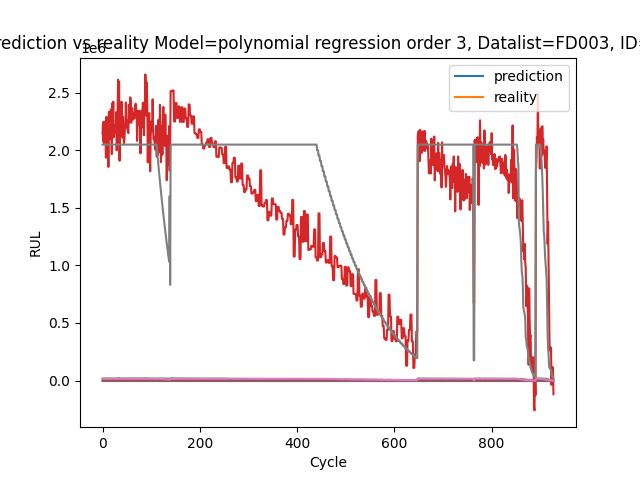 rediction vs reality Model=polynomial regression order 3, Datalist=FD003, ID=
1e6
prediction
reality
2.5
2.0
1.5
1.0
0.5
0.0
RUL
0 200 400 600 800
Cycle